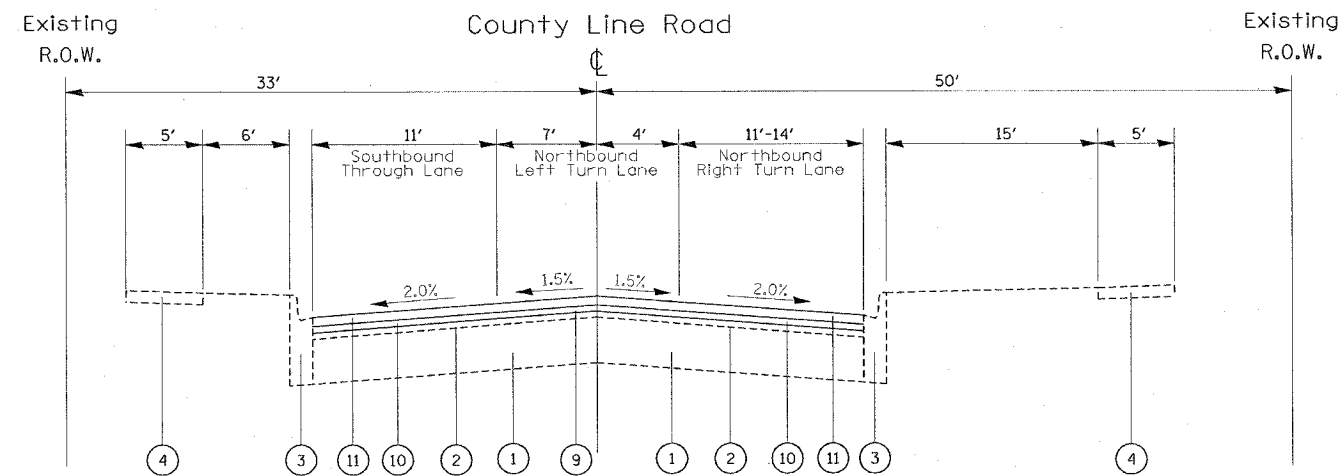 County Line Road
Existing
R.O.W.
Existing
R.O.W.
℄
33'
50'
5'
6'
11'
7'
4'
11'-14'
15'
5'
Southbound
Through Lane
Northbound
Left Turn Lane
Northbound
Right Turn Lane
2.0%
1.5%
1.5%
2.0%
4
3
11
10
2
1
9
1
2
10
11
3
4